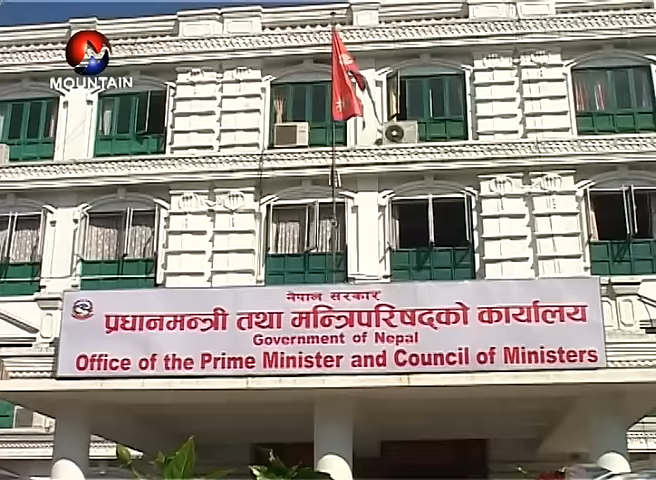 MOUNTAIN
नेपाल सरकार
प्रधानमन्त्री तथा मन्त्रिपरिषद्को कार्यालय
Government of Nepal
Office of the Prime Minister and Council of Ministers